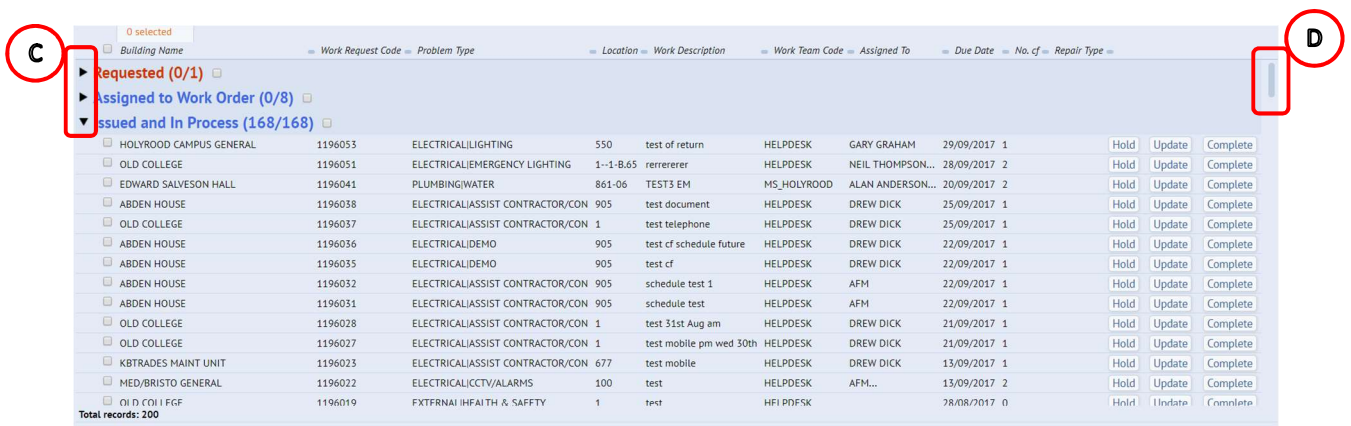 0 selected
Building Name Work Request Code Problem Type Location Work Description Work Team Code Assigned To Due Date No. cf Repair Type
C
D
Requested (0/1)
Assigned to Work Order (0/8)
Issued and In Process (168/168)
HOLYROOD CAMPUS GENERAL 1196053 ELECTRICAL|LIGHTING 550 test of return HELPDESK GARY GRAHAM 29/09/2017 1 Hold Update Complete
OLD COLLEGE 1196051 ELECTRICAL|EMERGENCY LIGHTING 1--1-B.65 rerrererer HELPDESK NEIL THOMPSON... 28/09/2017 2 Hold Update Complete
EDWARD SALVESON HALL 1196041 PLUMBING|WATER 861-06 TEST3 EM MS_HOLYROOD ALAN ANDERSON... 20/09/2017 2 Hold Update Complete
ABDEN HOUSE 1196038 ELECTRICAL|ASSIST CONTRACTOR/CON 905 test document HELPDESK DREW DICK 25/09/2017 1 Hold Update Complete
OLD COLLEGE 1196037 ELECTRICAL|ASSIST CONTRACTOR/CON 1 test telephone HELPDESK DREW DICK 25/09/2017 1 Hold Update Complete
ABDEN HOUSE 1196036 ELECTRICAL|DEMO 905 test cf schedule future HELPDESK DREW DICK 22/09/2017 1 Hold Update Complete
ABDEN HOUSE 1196035 ELECTRICAL|DEMO 905 test cf HELPDESK DREW DICK 22/09/2017 1 Hold Update Complete
ABDEN HOUSE 1196032 ELECTRICAL|ASSIST CONTRACTOR/CON 905 schedule test 1 HELPDESK AFM 22/09/2017 1 Hold Update Complete
ABDEN HOUSE 1196031 ELECTRICAL|ASSIST CONTRACTOR/CON 905 schedule test HELPDESK AFM 22/09/2017 1 Hold Update Complete
OLD COLLEGE 1196028 ELECTRICAL|ASSIST CONTRACTOR/CON 1 test 31st Aug am HELPDESK DREW DICK 21/09/2017 1 Hold Update Complete
OLD COLLEGE 1196027 ELECTRICAL|ASSIST CONTRACTOR/CON 1 test mobile pm wed 30th HELPDESK DREW DICK 21/09/2017 1 Hold Update Complete
KBTRADES MAINT UNIT 1196023 ELECTRICAL|ASSIST CONTRACTOR/CON 677 test mobile HELPDESK DREW DICK 13/09/2017 1 Hold Update Complete
MED/BRISTO GENERAL 1196022 ELECTRICAL|CCTV/ALARMS 100 test HELPDESK AFM... 13/09/2017 2 Hold Update Complete
OLD COLLEGE 1196019 EXTERNAL|HEALTH & SAFETY 1 test HELPDESK 28/08/2017 0 Hold Update Complete
Total records: 200